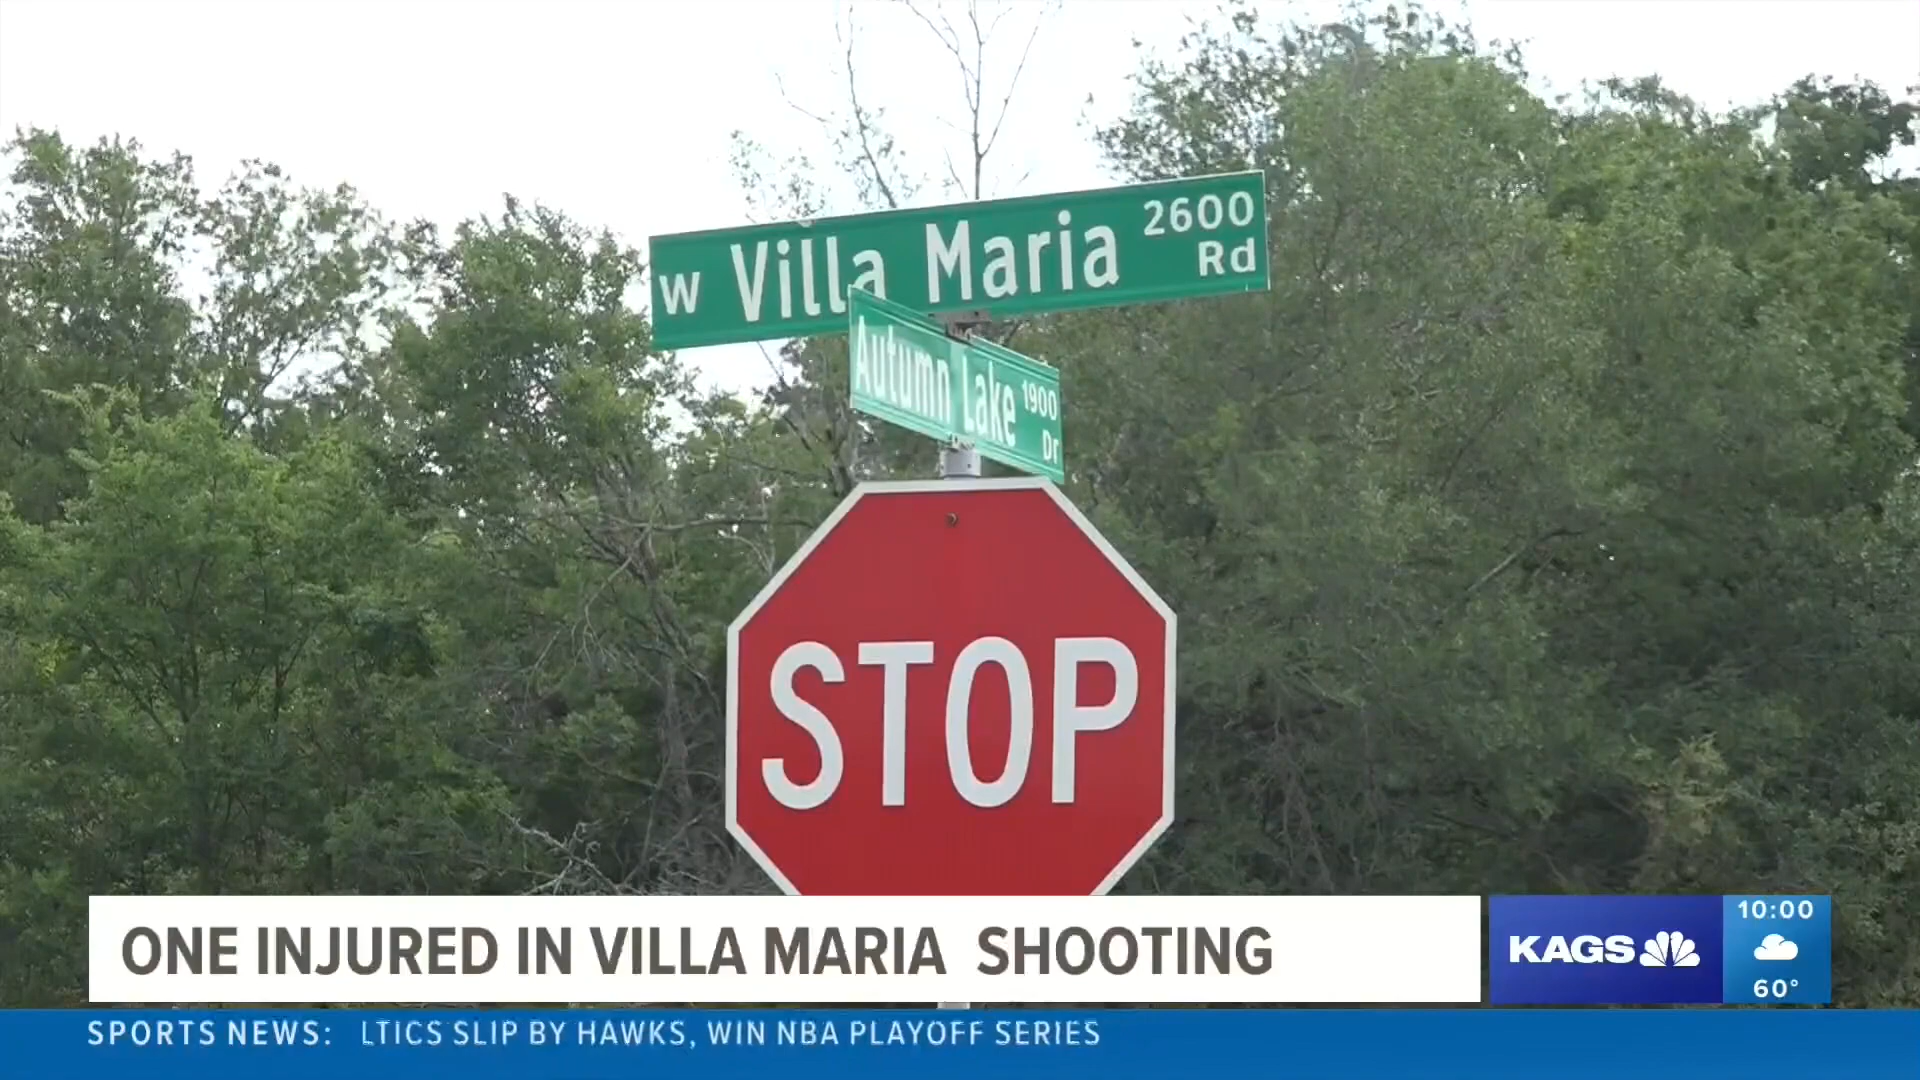 W Villa Maria 2600 Rd
Autumn Lake 1900 Dr
STOP
ONE INJURED IN VILLA MARIA SHOOTING
KAGS
10:00
60°
SPORTS NEWS: LTICS SLIP BY HAWKS, WIN NBA PLAYOFF SERIES